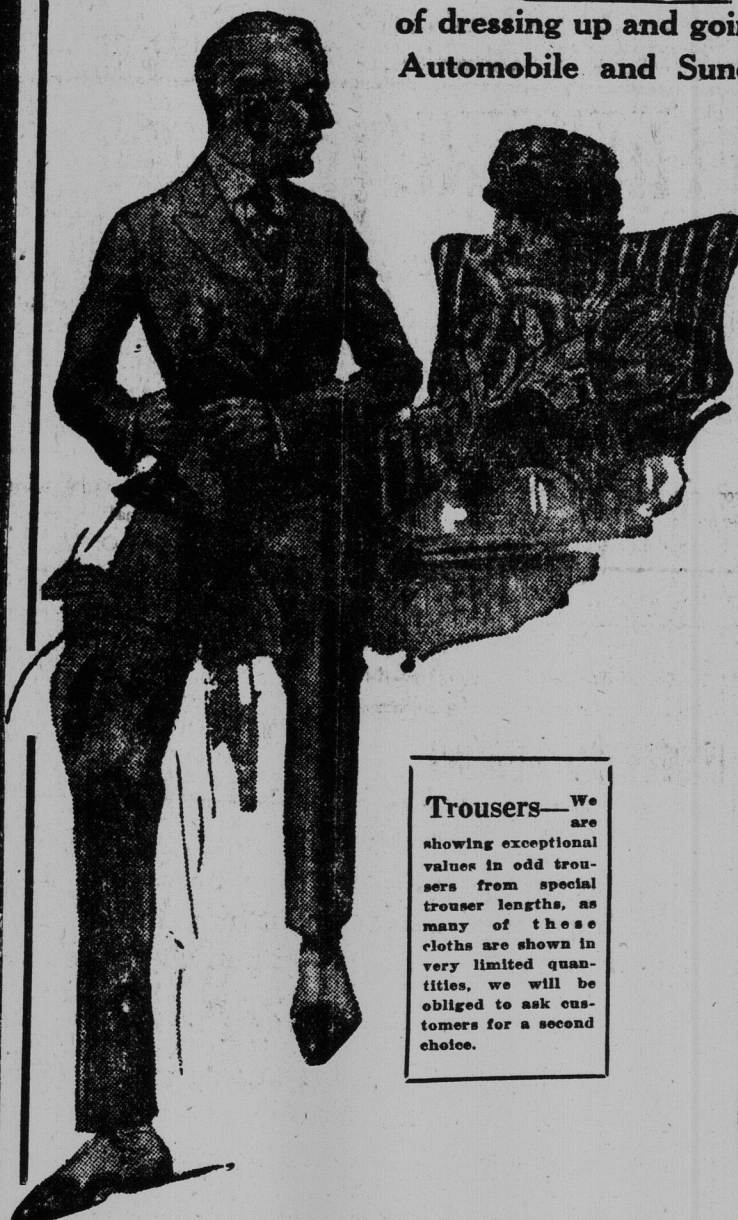 of dressing up and goin
Automobile and Sun
Trousers—We
are
showing exceptional
values in odd trou-
sers from special
trouser lengths, as
many of these
cloths are shown in
very limited quan-
tities, we will be
obliged to ask cus-
tomers for a second
choice.